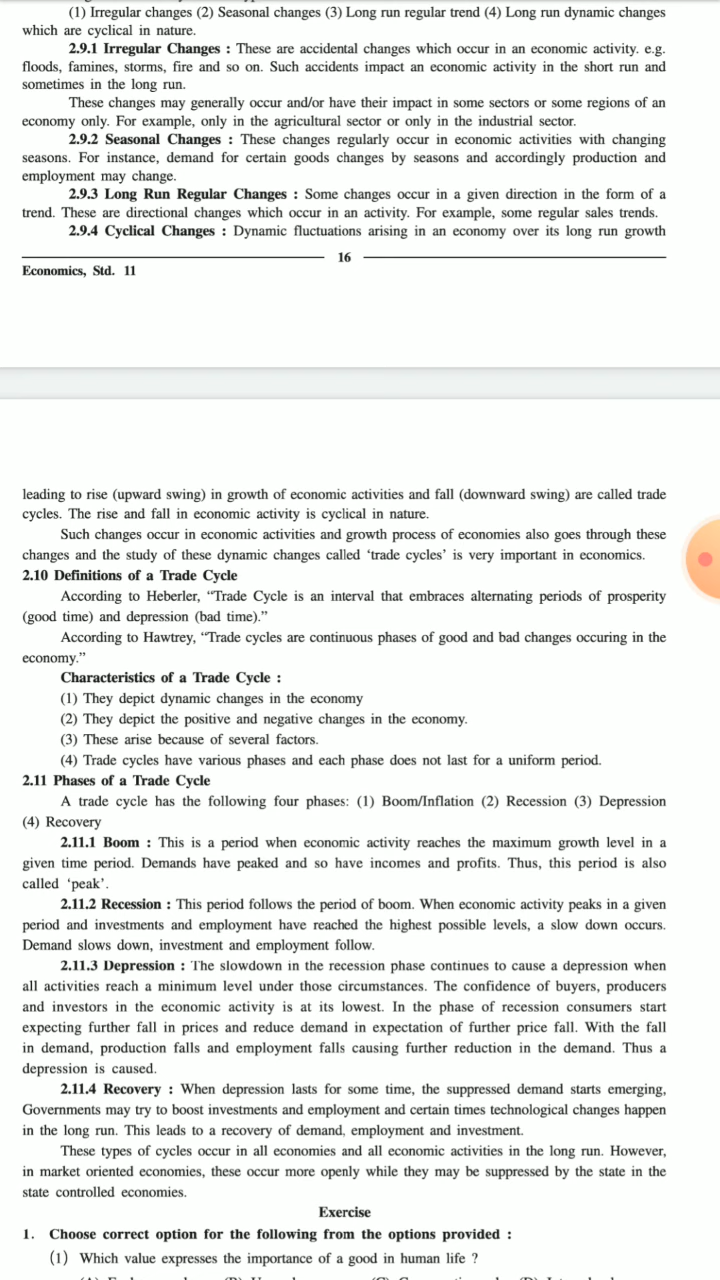 (1) Irregular changes (2) Seasonal changes (3) Long run regular trend (4) Long run dynamic changes
which are cyclical in nature.
2.9.1 Irregular Changes : These are accidental changes which occur in an economic activity. e.g.
floods, famines, storms, fire and so on. Such accidents impact an economic activity in the short run and
sometimes in the long run.
These changes may generally occur and/or have their impact in some sectors or some regions of an
economy only. For example, only in the agricultural sector or only in the industrial sector.
2.9.2 Seasonal Changes : These changes regularly occur in economic activities with changing
seasons. For instance, demand for certain goods changes by seasons and accordingly production and
employment may change.
2.9.3 Long Run Regular Changes : Some changes occur in a given direction in the form of a
trend. These are directional changes which occur in an activity. For example, some regular sales trends.
2.9.4 Cyclical Changes : Dynamic fluctuations arising in an economy over its long run growth
16
Economics, Std. 11
leading to rise (upward swing) in growth of economic activities and fall (downward swing) are called trade
cycles. The rise and fall in economic activity is cyclical in nature.
Such changes occur in economic activities and growth process of economies also goes through these
changes and the study of these dynamic changes called ‘trade cycles’ is very important in economics.
2.10 Definitions of a Trade Cycle
According to Heberler, “Trade Cycle is an interval that embraces alternating periods of prosperity
(good time) and depression (bad time).”
According to Hawtrey, “Trade cycles are continuous phases of good and bad changes occuring in the
economy.”
Characteristics of a Trade Cycle :
(1) They depict dynamic changes in the economy
(2) They depict the positive and negative changes in the economy.
(3) These arise because of several factors.
(4) Trade cycles have various phases and each phase does not last for a uniform period.
2.11 Phases of a Trade Cycle
A trade cycle has the following four phases: (1) Boom/Inflation (2) Recession (3) Depression
(4) Recovery
2.11.1 Boom : This is a period when economic activity reaches the maximum growth level in a
given time period. Demands have peaked and so have incomes and profits. Thus, this period is also
called ‘peak’.
2.11.2 Recession : This period follows the period of boom. When economic activity peaks in a given
period and investments and employment have reached the highest possible levels, a slow down occurs.
Demand slows down, investment and employment follow.
2.11.3 Depression : The slowdown in the recession phase continues to cause a depression when
all activities reach a minimum level under those circumstances. The confidence of buyers, producers
and investors in the economic activity is at its lowest. In the phase of recession consumers start
expecting further fall in prices and reduce demand in expectation of further price fall. With the fall
in demand, production falls and employment falls causing further reduction in the demand. Thus a
depression is caused.
2.11.4 Recovery : When depression lasts for some time, the suppressed demand starts emerging,
Governments may try to boost investments and employment and certain times technological changes happen
in the long run. This leads to a recovery of demand, employment and investment.
These types of cycles occur in all economies and all economic activities in the long run. However,
in market oriented economies, these occur more openly while they may be suppressed by the state in the
state controlled economies.
Exercise
1. Choose correct option for the following from the options provided :
(1) Which value expresses the importance of a good in human life ?